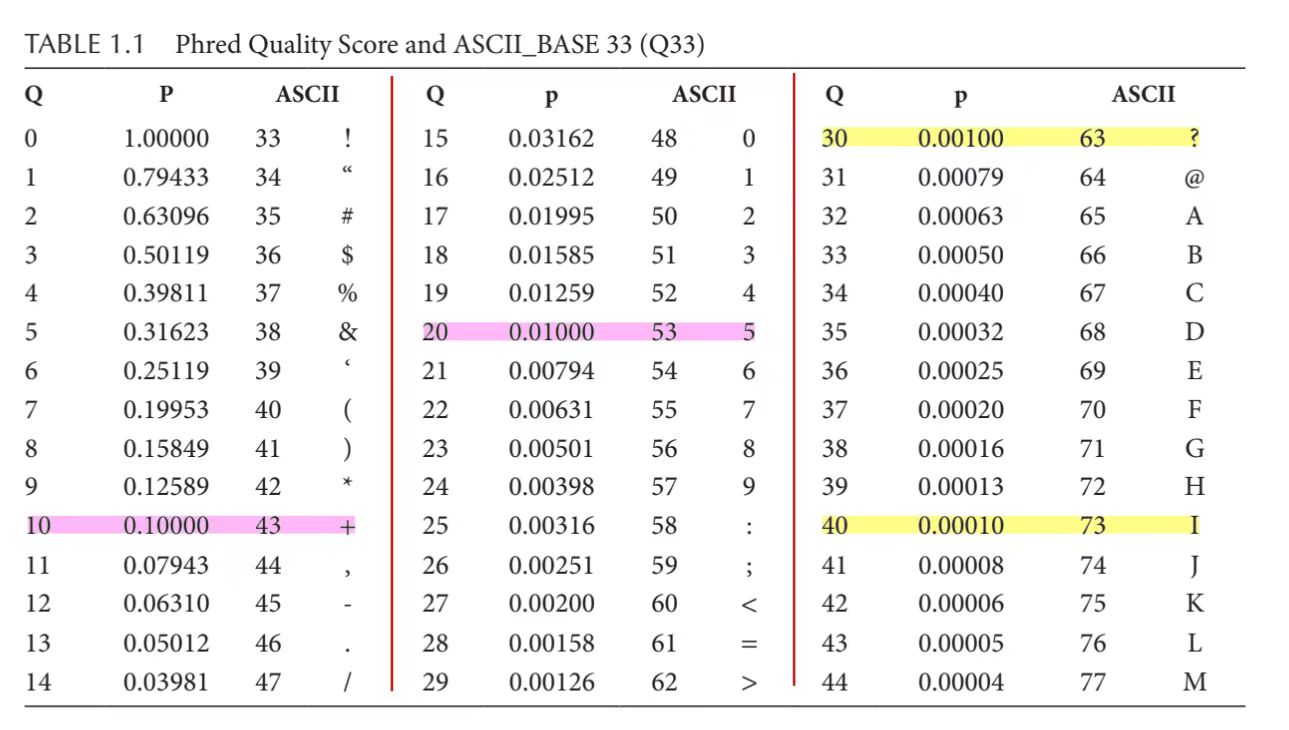 TABLE 1.1 Phred Quality Score and ASCII_BASE 33 (Q33)
Q P ASCII Q p ASCII Q p ASCII
0 1.00000 33 ! 15 0.03162 48 0 30 0.00100 63 ?
1 0.79433 34 “ 16 0.02512 49 1 31 0.00079 64 @
2 0.63096 35 # 17 0.01995 50 2 32 0.00063 65 A
3 0.50119 36 $ 18 0.01585 51 3 33 0.00050 66 B
4 0.39811 37 % 19 0.01259 52 4 34 0.00040 67 C
5 0.31623 38 & 20 0.01000 53 5 35 0.00032 68 D
6 0.25119 39 ‘ 21 0.00794 54 6 36 0.00025 69 E
7 0.19953 40 ( 22 0.00631 55 7 37 0.00020 70 F
8 0.15849 41 ) 23 0.00501 56 8 38 0.00016 71 G
9 0.12589 42 * 24 0.00398 57 9 39 0.00013 72 H
10 0.10000 43 + 25 0.00316 58 : 40 0.00010 73 I
11 0.07943 44 , 26 0.00251 59 ; 41 0.00008 74 J
12 0.06310 45 - 27 0.00200 60 < 42 0.00006 75 K
13 0.05012 46 . 28 0.00158 61 = 43 0.00005 76 L
14 0.03981 47 / 29 0.00126 62 > 44 0.00004 77 M